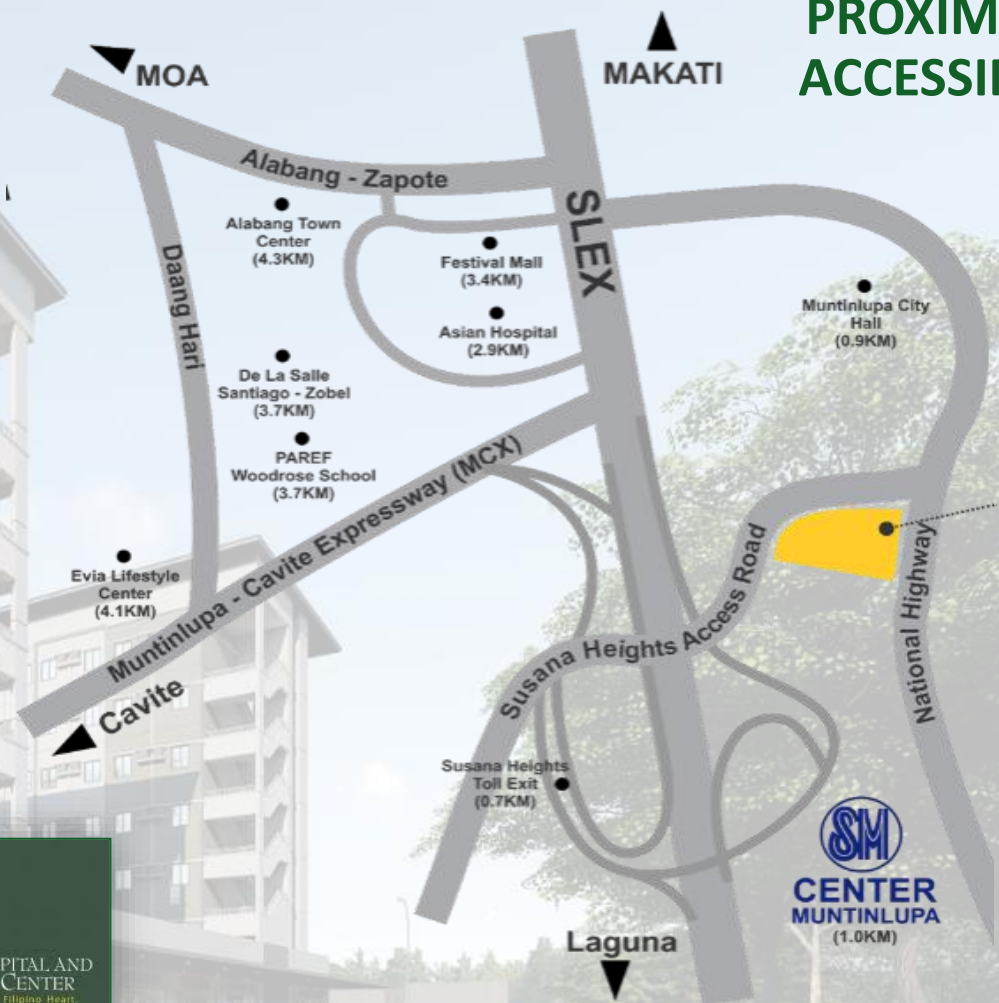 PROXIM
ACCESSI
MOA
MAKATI
Alabang - Zapote
SLEX
Alabang Town
Center
(4.3KM)
Festival Mall
(3.4KM)
Daang Hari
Muntinlupa City
Hall
(0.9KM)
Asian Hospital
(2.9KM)
De La Salle
Santiago - Zobel
(3.7KM)
PAREF
Woodrose School
(3.7KM)
Muntinlupa - Cavite Expressway (MCX)
Evia Lifestyle
Center
(4.1KM)
Susana Heights Access Road
National Highway
Cavite
Susana Heights
Toll Exit
(0.7KM)
SM
CENTER
MUNTINLUPA
(1.0KM)
Laguna
PITAL AND
CENTER
Filipino Heart.